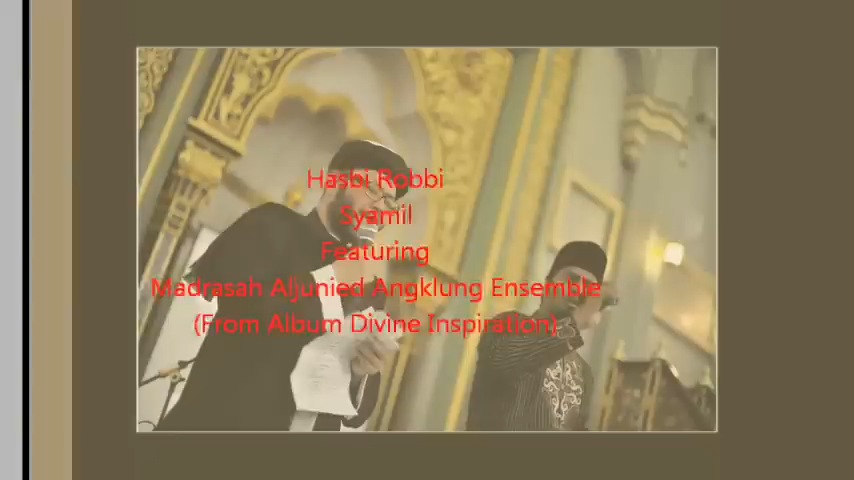 Hasbi Robbi
Syamil
Featuring
Madrasah Aljunied Angklung Ensemble
(From Album Divine Inspiration)